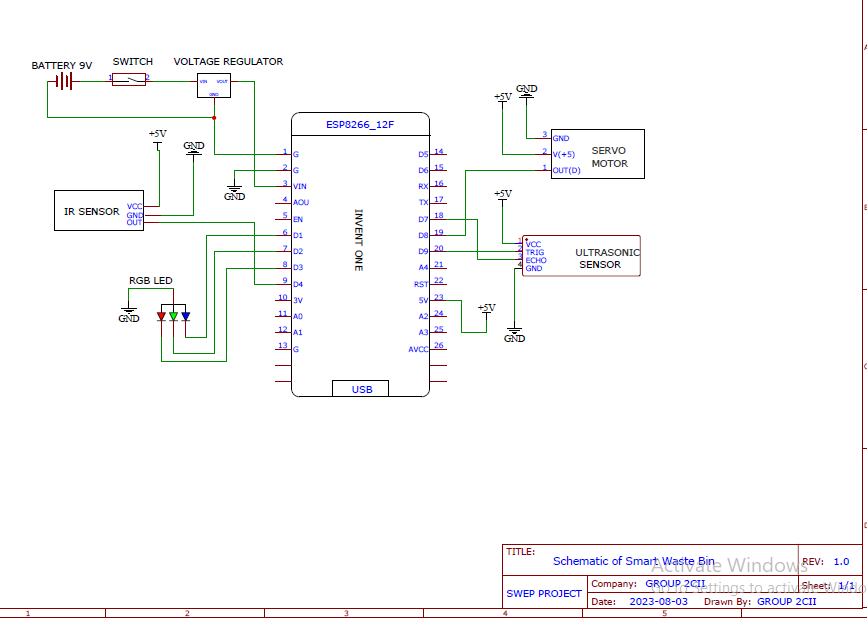 BATTERY 9V
SWITCH
VOLTAGE REGULATOR
1 2
VIN VOUT
GND
+5V
GND
IR SENSOR
VCC
GND
OUT
GND
RGB LED
GND
ESP8266_12F
INVENT ONE
USB
1 G
2 G
3 VIN
4 AOU
5 EN
6 D1
7 D2
8 D3
9 D4
10 3V
11 A0
12 A1
13 G
D5 14
D6 15
RX 16
TX 17
D7 18
D8 19
D9 20
A4 21
RST 22
5V 23
A2 24
A3 25
AVCC 26
+5V
+5V
GND
3 GND
2 V(+5)
1 OUT(D)
SERVO
MOTOR
+5V
1 VCC
2 TRIG
3 ECHO
4 GND
ULTRASONIC
SENSOR
GND
TITLE:
Schematic of Smart Waste Bin
REV: 1.0
SWEP PROJECT
Company: GROUP 2CII
Sheet: 1/1
Date: 2023-08-03 Drawn By: GROUP 2CII
Activate Windows
Go to Settings to activate Windo
1 2 3 4 5